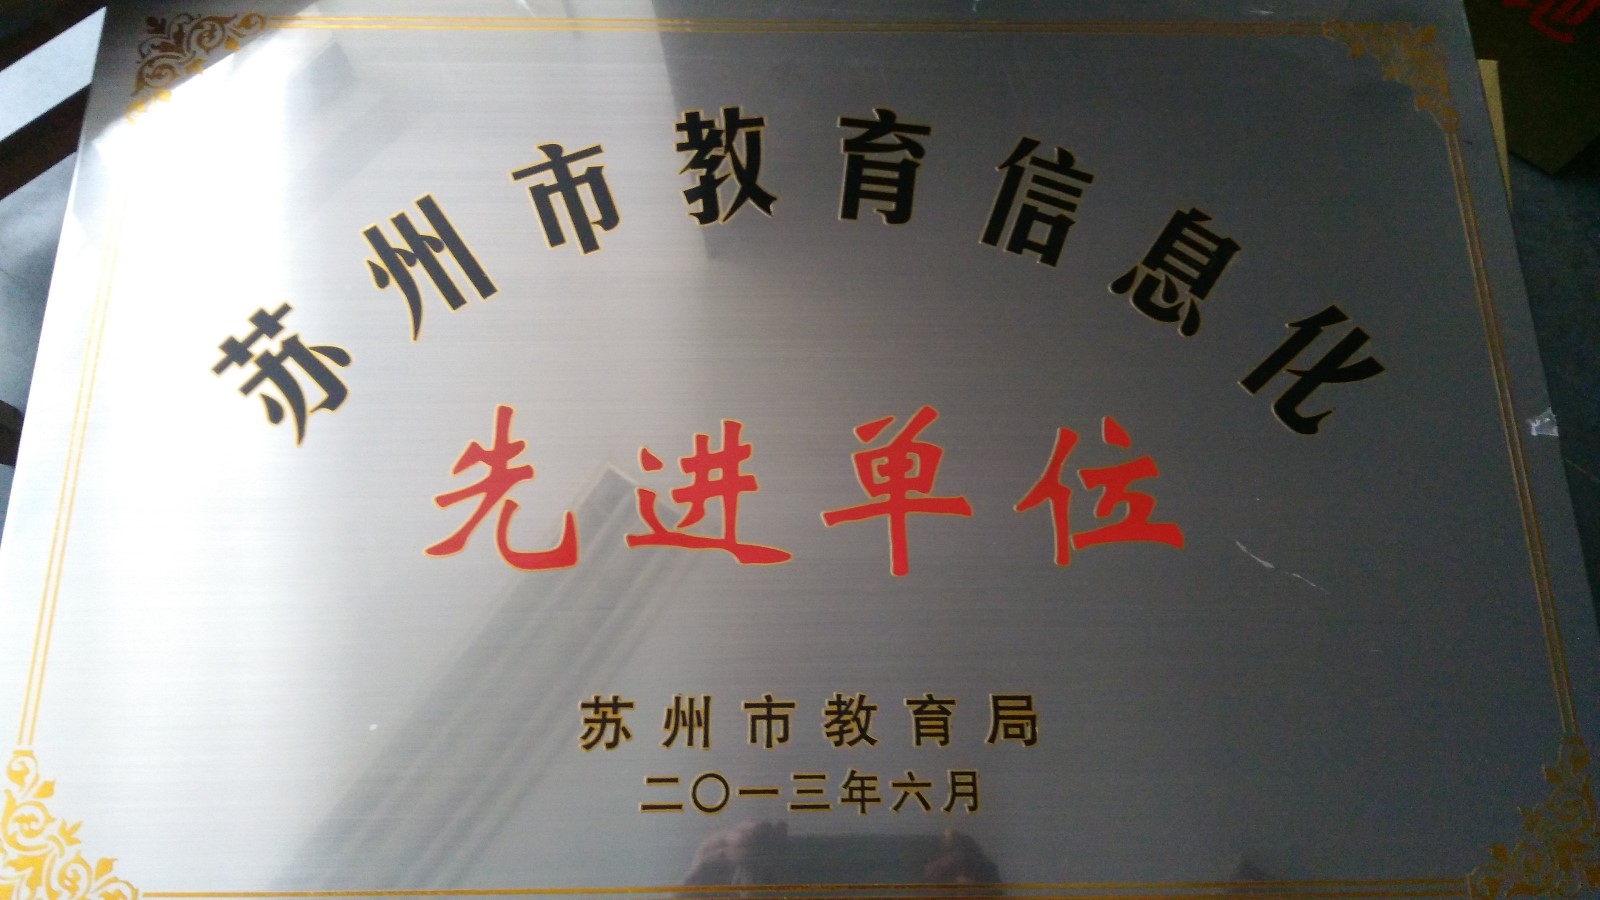 苏州市教育信息化
先进单位
苏州市教育局
二〇一三年六月